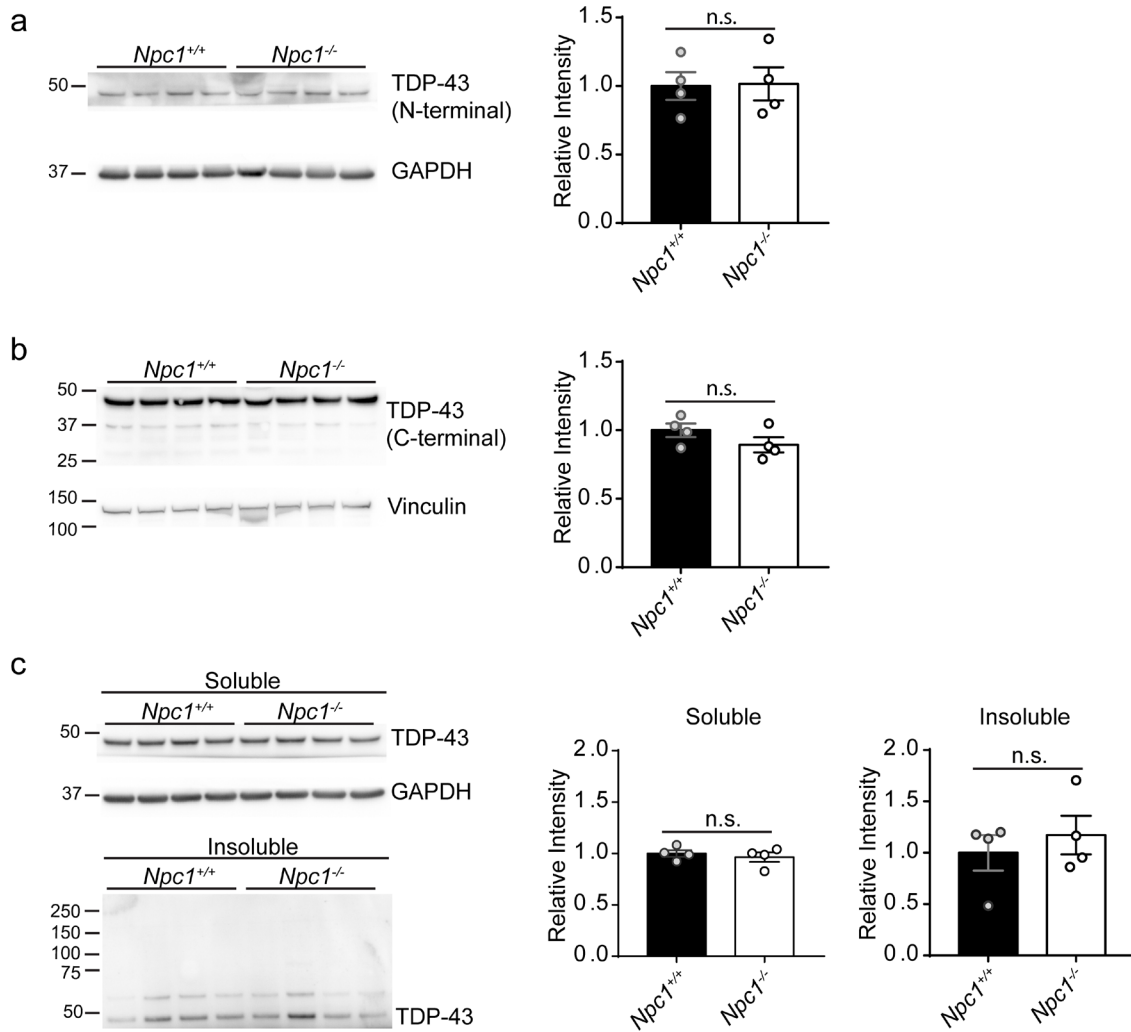 a
Npc1+/+ Npc1-/-
50
TDP-43
(N-terminal)
37
GAPDH
1.5
1.0
0.5
0.0
Relative Intensity
n.s.
Npc1+/+ Npc1-/-
b
Npc1+/+ Npc1-/-
50
37
25
TDP-43
(C-terminal)
150
100
Vinculin
1.5
1.0
0.5
0.0
Relative Intensity
n.s.
Npc1+/+ Npc1-/-
c
Soluble
Npc1+/+ Npc1-/-
50
TDP-43
37
GAPDH
Insoluble
Npc1+/+ Npc1-/-
250
150
100
75
50
TDP-43
Soluble
2.0
1.5
1.0
0.5
0.0
Relative Intensity
n.s.
Npc1+/+ Npc1-/-
Insoluble
2.0
1.5
1.0
0.5
0.0
Relative Intensity
n.s.
Npc1+/+ Npc1-/-